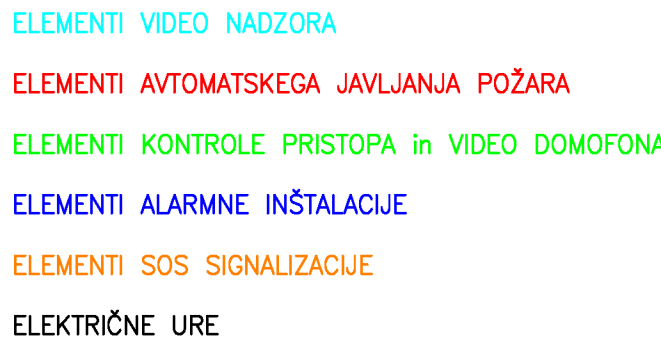 ELEMENTI VIDEO NADZORA
ELEMENTI AVTOMATSKEGA JAVLJANJA POŽARA
ELEMENTI KONTROLE PRISTOPA in VIDEO DOMOFONA
ELEMENTI ALARMNE INŠTALACIJE
ELEMENTI SOS SIGNALIZACIJE
ELEKTRIČNE URE